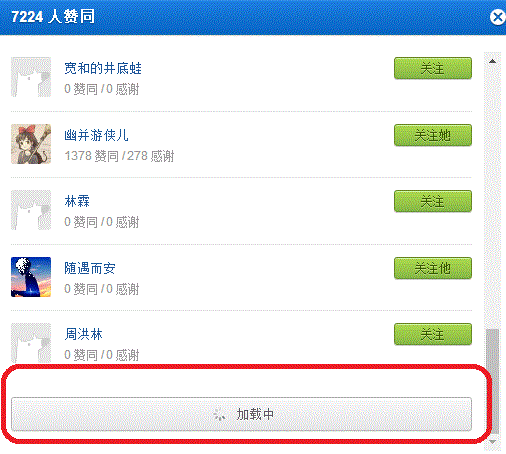 7224 人赞同
宽和的井底蛙
关注
0 赞同 / 0 感谢
幽并游侠儿
关注她
1378 赞同 / 278 感谢
林霖
关注
0 赞同 / 0 感谢
随遇而安
关注他
0 赞同 / 0 感谢
周洪林
关注
0 赞同 / 0 感谢
加载中